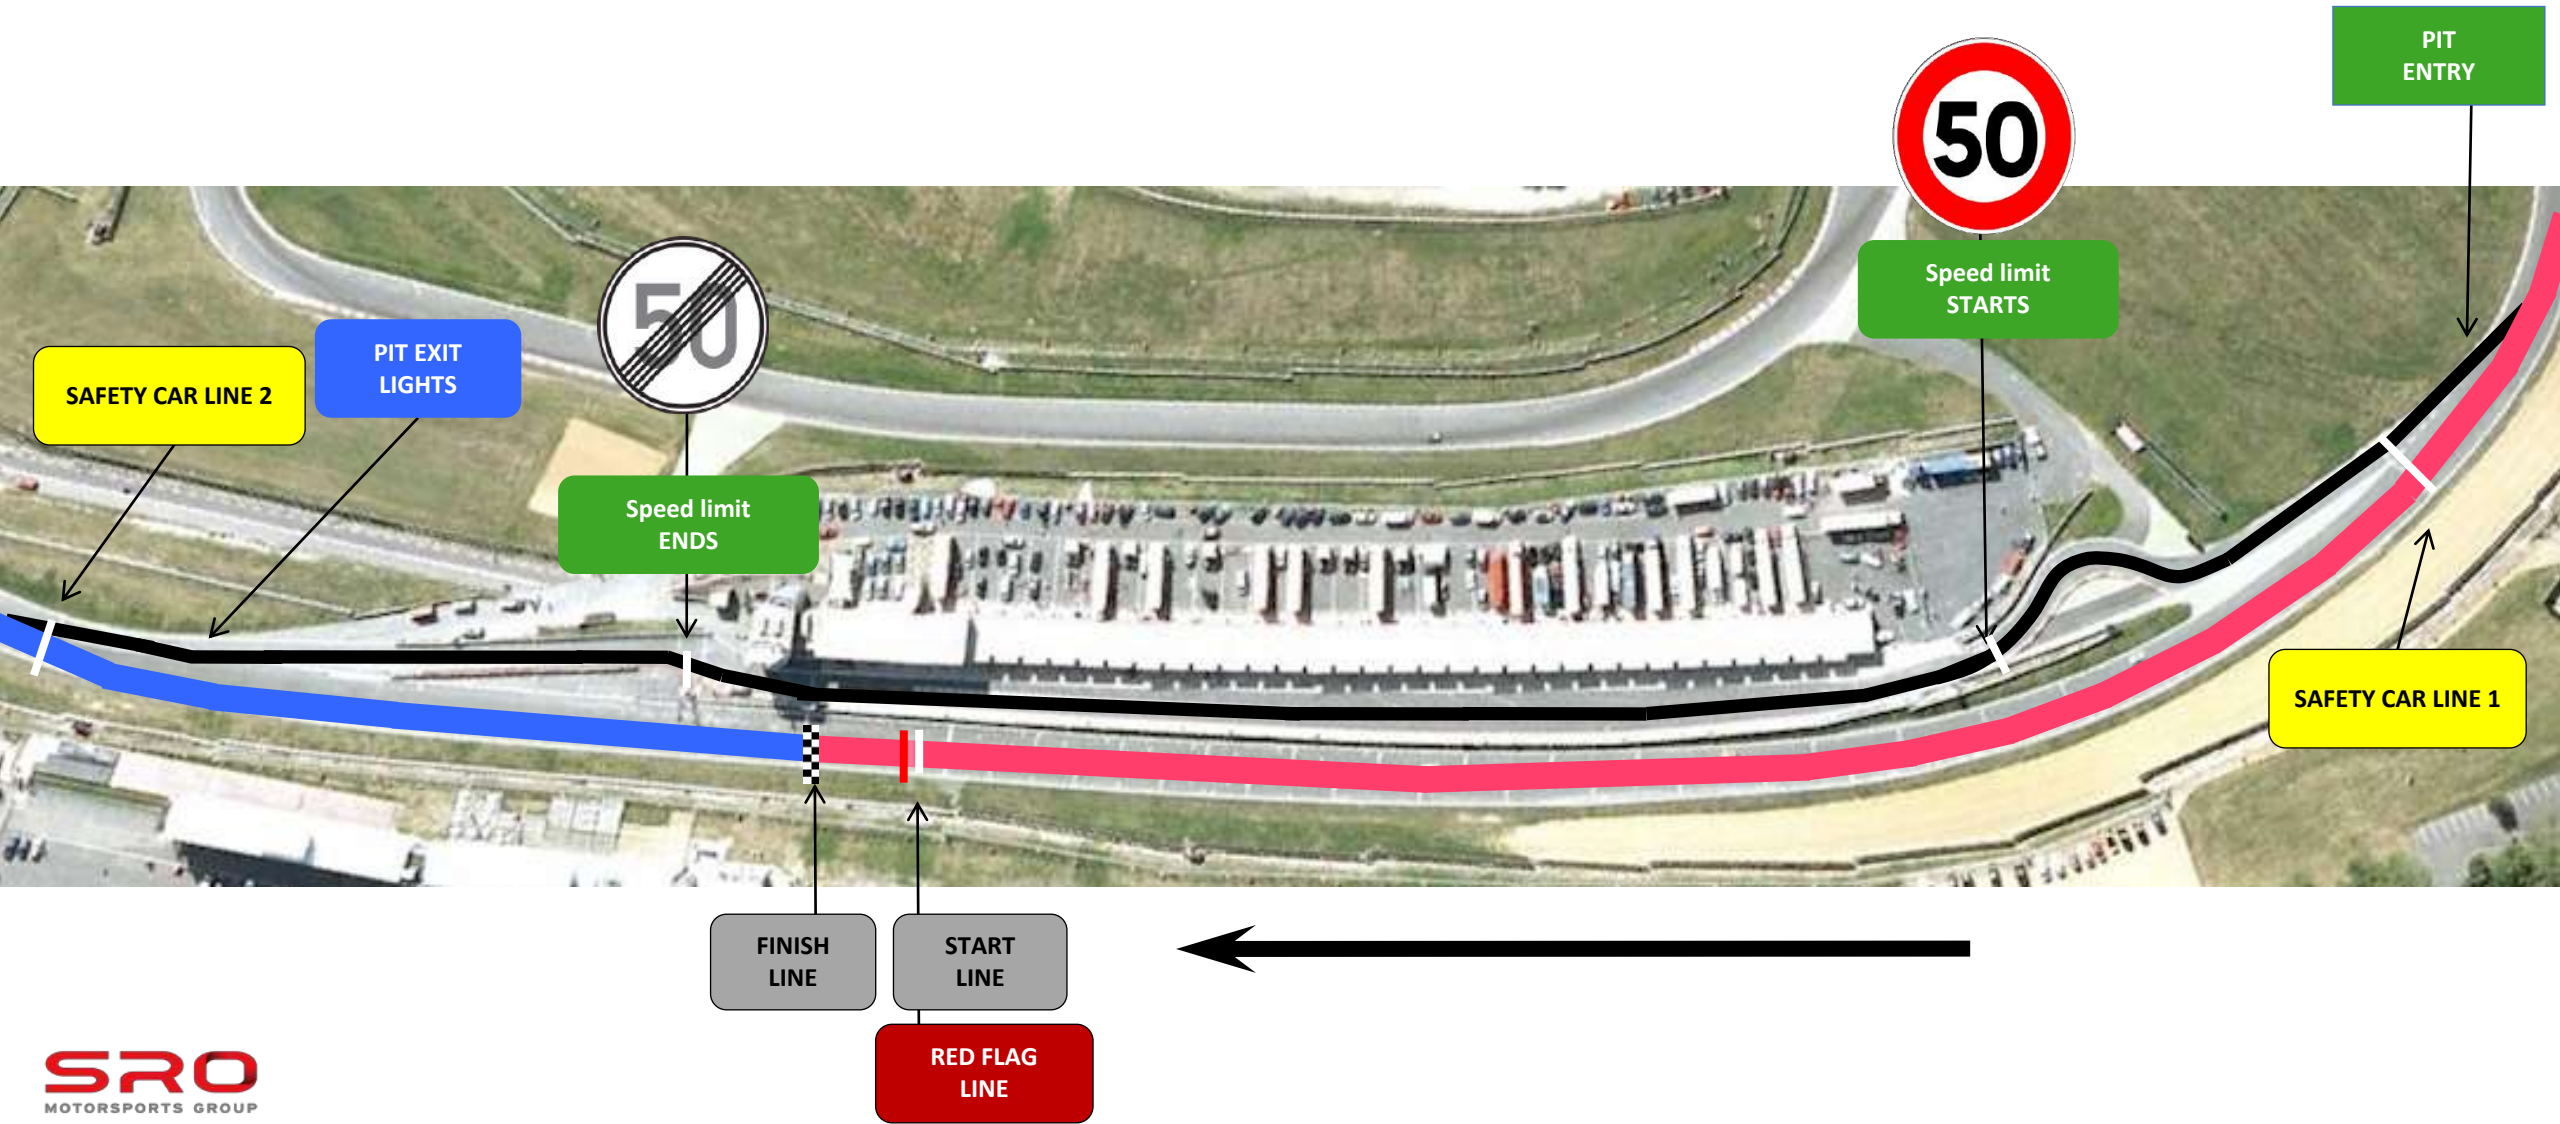 PIT
ENTRY
50
Speed limit
STARTS
50
PIT EXIT
LIGHTS
SAFETY CAR LINE 2
Speed limit
ENDS
SAFETY CAR LINE 1
FINISH
LINE
START
LINE
RED FLAG
LINE
SRO
MOTORSPORTS GROUP